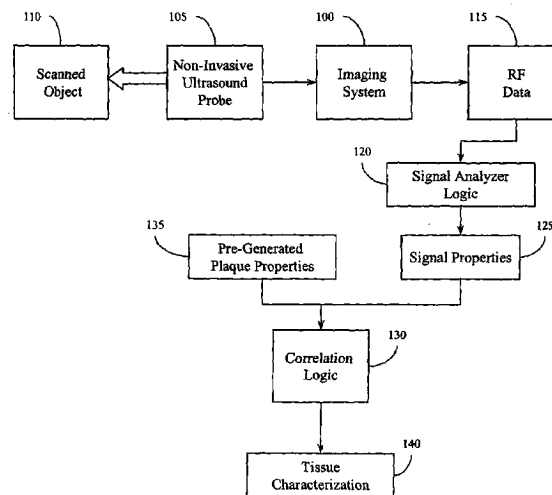 110
105
100
115
Scanned
Object
Non-Invasive
Ultrasound
Probe
Imaging
System
RF
Data
120
Signal Analyzer
Logic
135
125
Pre-Generated
Plaque Properties
Signal Properties
130
Correlation
Logic
140
Tissue
Characterization